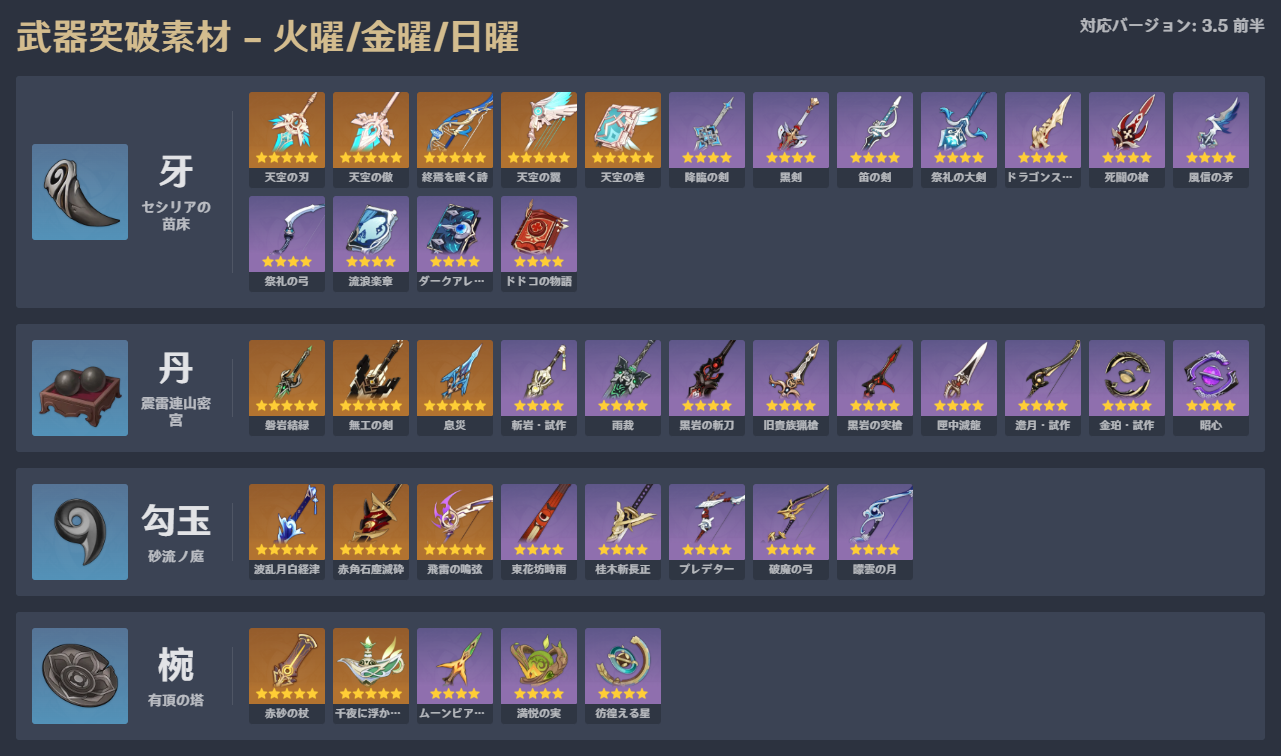 武器突破素材 – 火曜/金曜/日曜
対応バージョン: 3.5 前半
牙
セシリアの
苗床
天空の刃
天空の傲
終焉を嘆く詩
天空の翼
天空の巻
降臨の剣
黒剣
笛の剣
祭礼の大剣
ドラゴンス…
死闘の槍
風信の矛
祭礼の弓
流浪楽章
ダークアレ…
ドドコの物語
丹
震雷連山密
宮
磐岩結緑
無工の剣
息災
斬岩・試作
雨裁
黒岩の斬刀
旧貴族猟槍
黒岩の突槍
匣中滅龍
澹月・試作
金珀・試作
昭心
勾玉
砂流ノ庭
波乱月白経津
赤角石塵滅砕
飛雷の鳴弦
東花坊時雨
桂木斬長正
プレデター
破魔の弓
曚雲の月
椀
有頂の塔
赤砂の杖
千夜に浮か…
ムーンピア…
満悦の実
彷徨える星